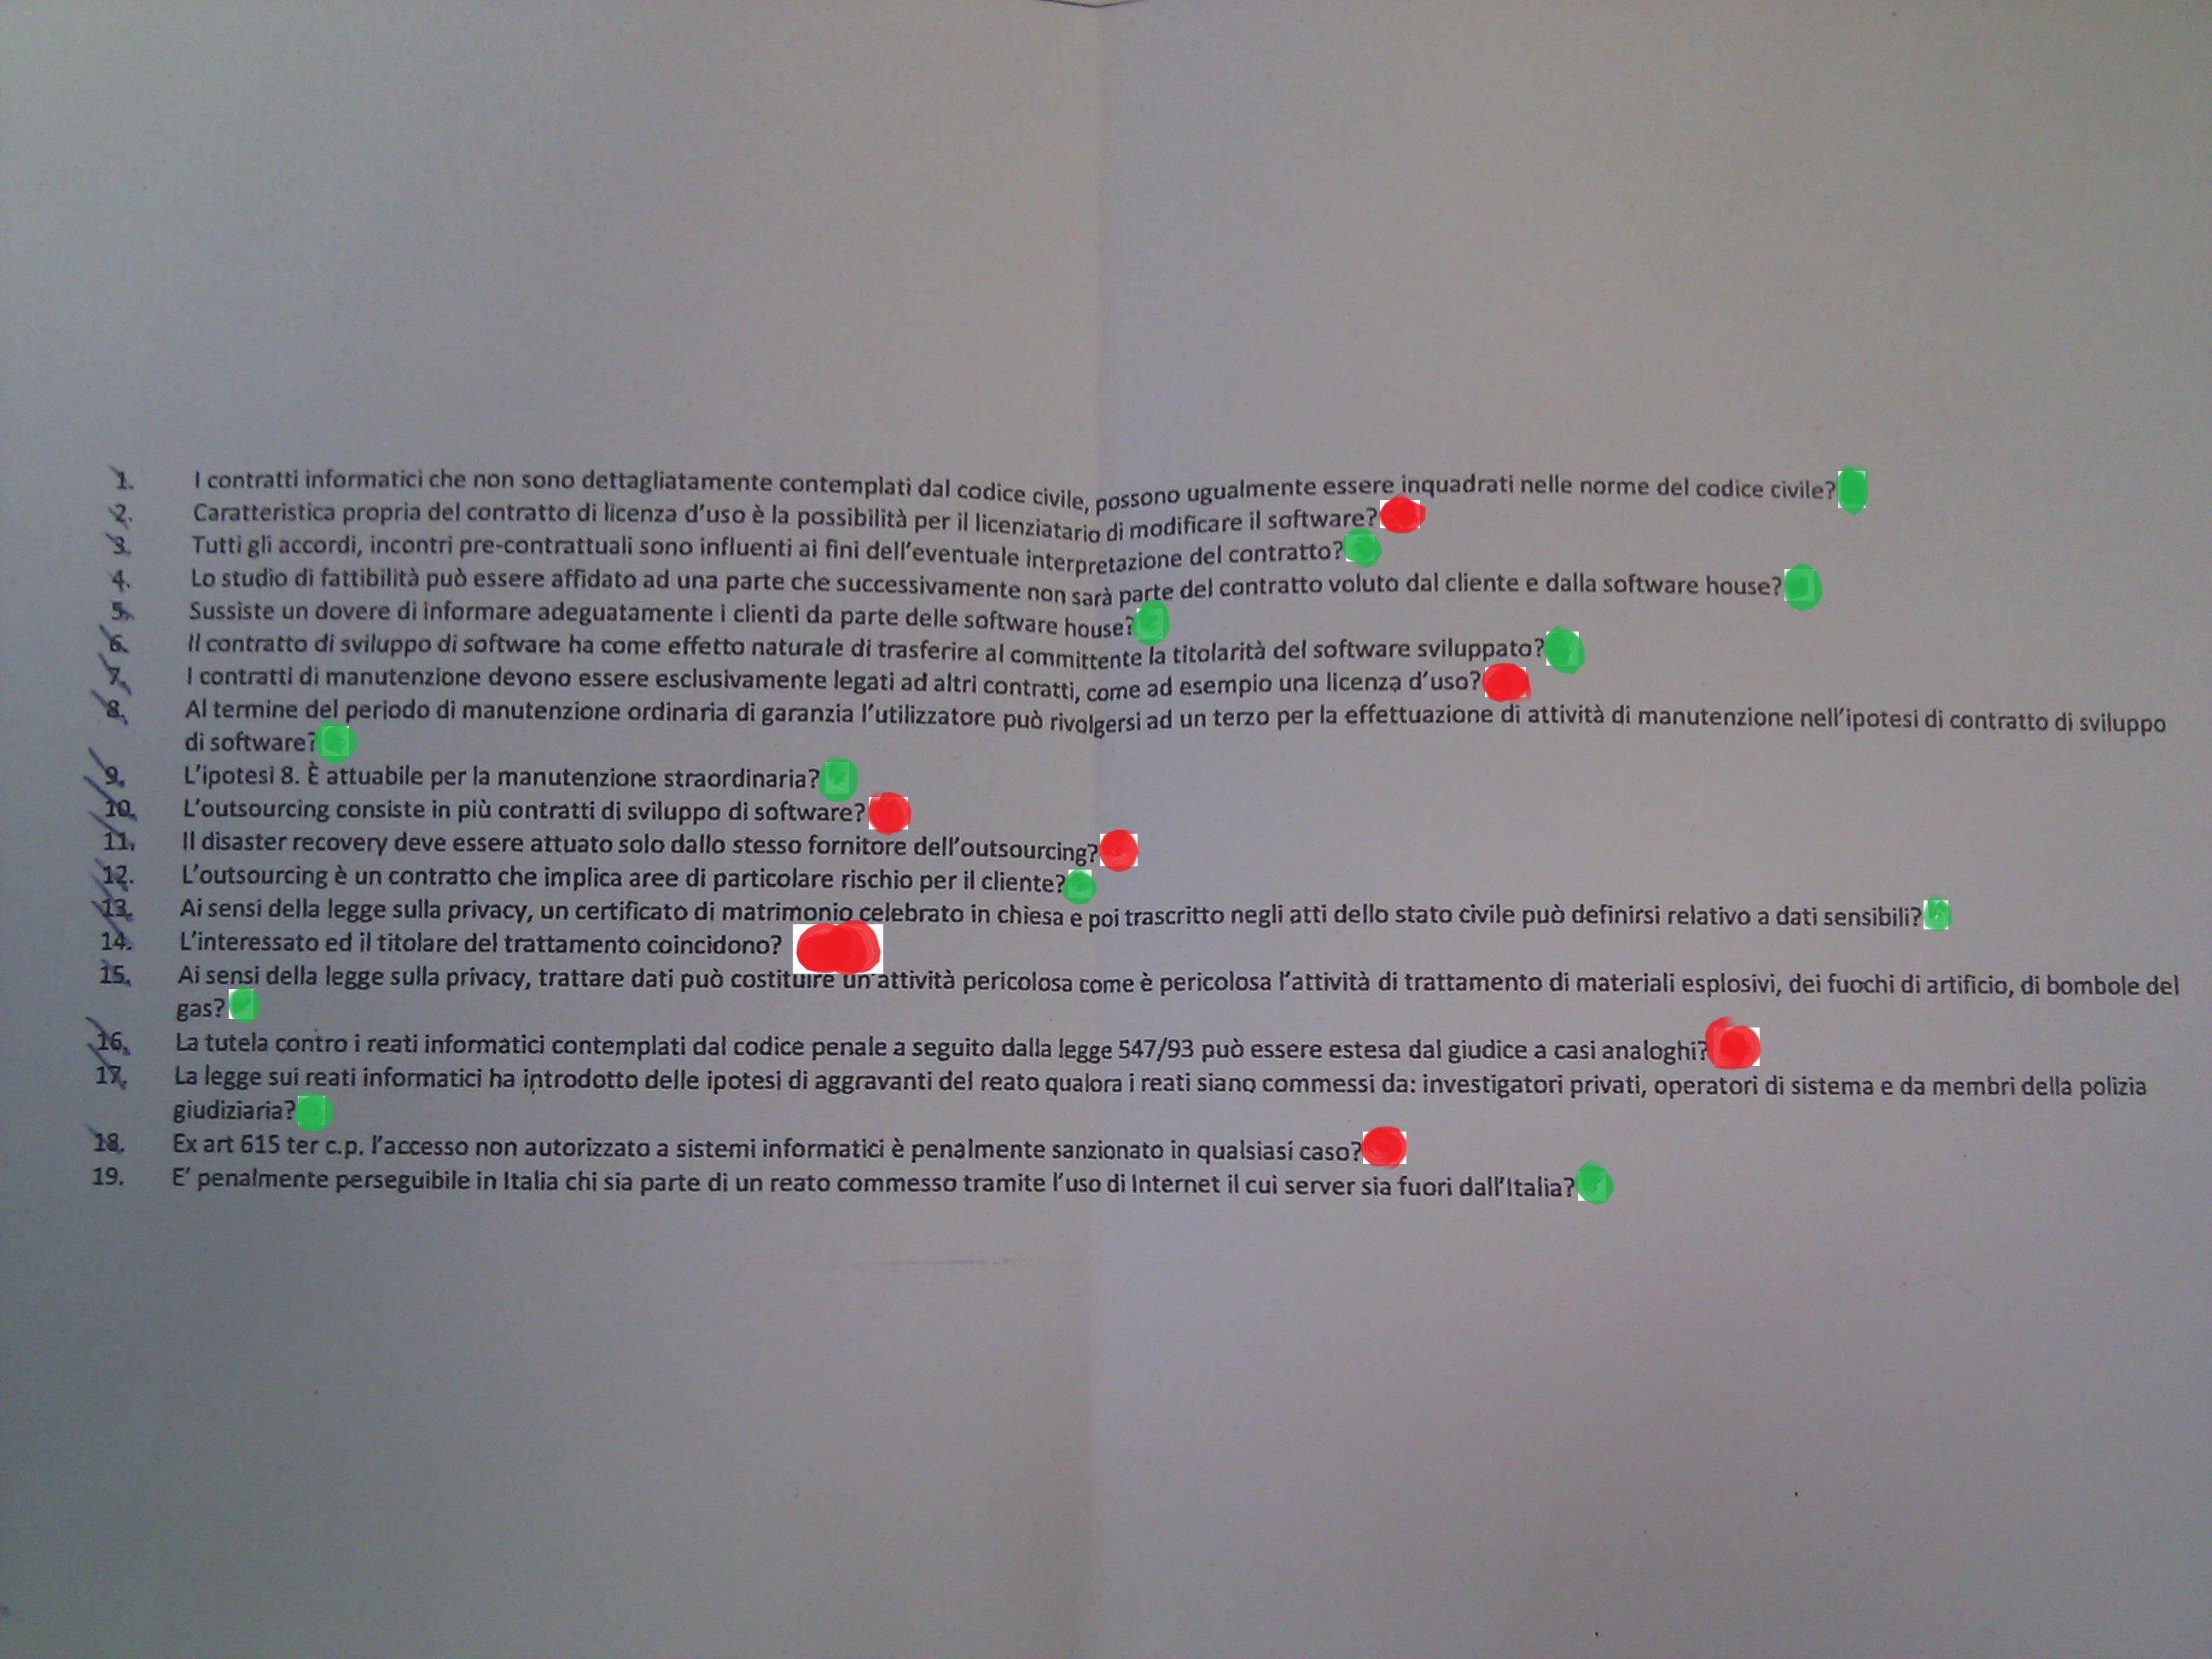 1. I contratti informatici che non sono dettagliatamente contemplati dal codice civile, possono ugualmente essere inquadrati nelle norme del codice civile?
2. Caratteristica propria del contratto di licenza d'uso è la possibilità per il licenziatario di modificare il software?
3. Tutti gli accordi, incontri pre-contrattuali sono influenti ai fini dell'eventuale interpretazione del contratto?
4. Lo studio di fattibilità può essere affidato ad una parte che successivamente non sarà parte del contratto voluto dal cliente e dalla software house?
5. Sussiste un dovere di informare adeguatamente i clienti da parte delle software house?
6. Il contratto di sviluppo di software ha come effetto naturale di trasferire al committente la titolarità del software sviluppato?
7. I contratti di manutenzione devono essere esclusivamente legati ad altri contratti, come ad esempio una licenza d'uso?
8. Al termine del periodo di manutenzione ordinaria di garanzia l'utilizzatore può rivolgersi ad un terzo per la effettuazione di attività di manutenzione nell'ipotesi di contratto di sviluppo
di software?
9. L'ipotesi 8. È attuabile per la manutenzione straordinaria?
10. L'outsourcing consiste in più contratti di sviluppo di software?
11. Il disaster recovery deve essere attuato solo dallo stesso fornitore dell'outsourcing?
12. L'outsourcing è un contratto che implica aree di particolare rischio per il cliente?
13. Ai sensi della legge sulla privacy, un certificato di matrimonio celebrato in chiesa e poi trascritto negli atti dello stato civile può definirsi relativo a dati sensibili?
14. L'interessato ed il titolare del trattamento coincidono?
15. Ai sensi della legge sulla privacy, trattare dati può costituire un'attività pericolosa come è pericolosa l'attività di trattamento di materiali esplosivi, dei fuochi di artificio, di bombole del
gas?
16. La tutela contro i reati informatici contemplati dal codice penale a seguito dalla legge 547/93 può essere estesa dal giudice a casi analoghi?
17. La legge sui reati informatici ha introdotto delle ipotesi di aggravanti del reato qualora i reati siano commessi da: investigatori privati, operatori di sistema e da membri della polizia
giudiziaria?
18. Ex art 615 ter c.p. l'accesso non autorizzato a sistemi informatici è penalmente sanzionato in qualsiasi caso?
19. E' penalmente perseguibile in Italia chi sia parte di un reato commesso tramite l'uso di Internet il cui server sia fuori dall'Italia?